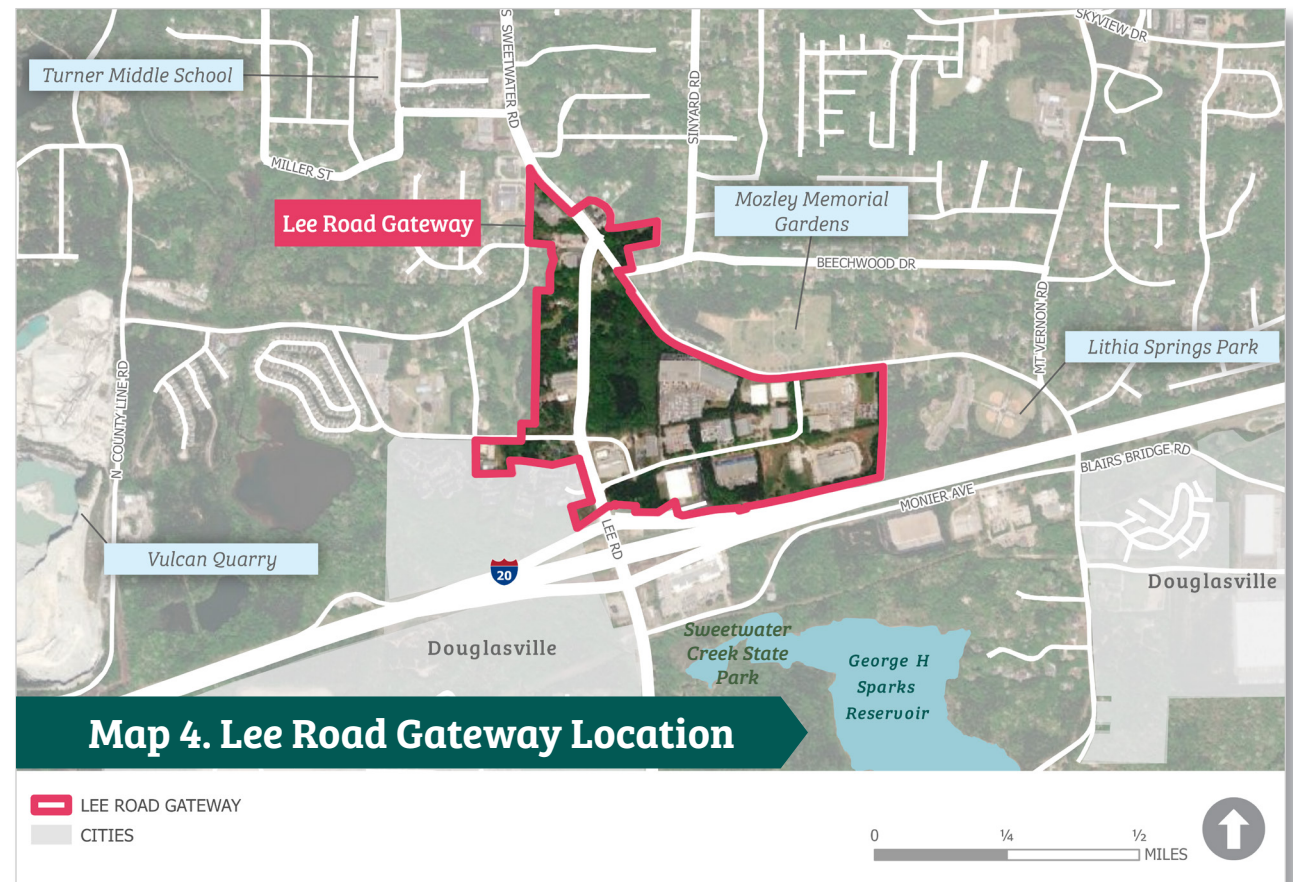 SKYVIEW DR
S SWEETWATER RD
Turner Middle School
SINYARD RD
MILLER ST
Mozley Memorial
Gardens
Lee Road Gateway
BEECHWOOD DR
MT VERNON RD
Lithia Springs Park
N COUNTY LINE RD
BLAIRS BRIDGE RD
MONIER AVE
LEE RD
Vulcan Quarry
20
Douglasville
Douglasville
Sweetwater
Creek State
Park
George H
Sparks
Reservoir
Map 4. Lee Road Gateway Location
LEE ROAD GATEWAY
CITIES
0 ¼ ½
MILES